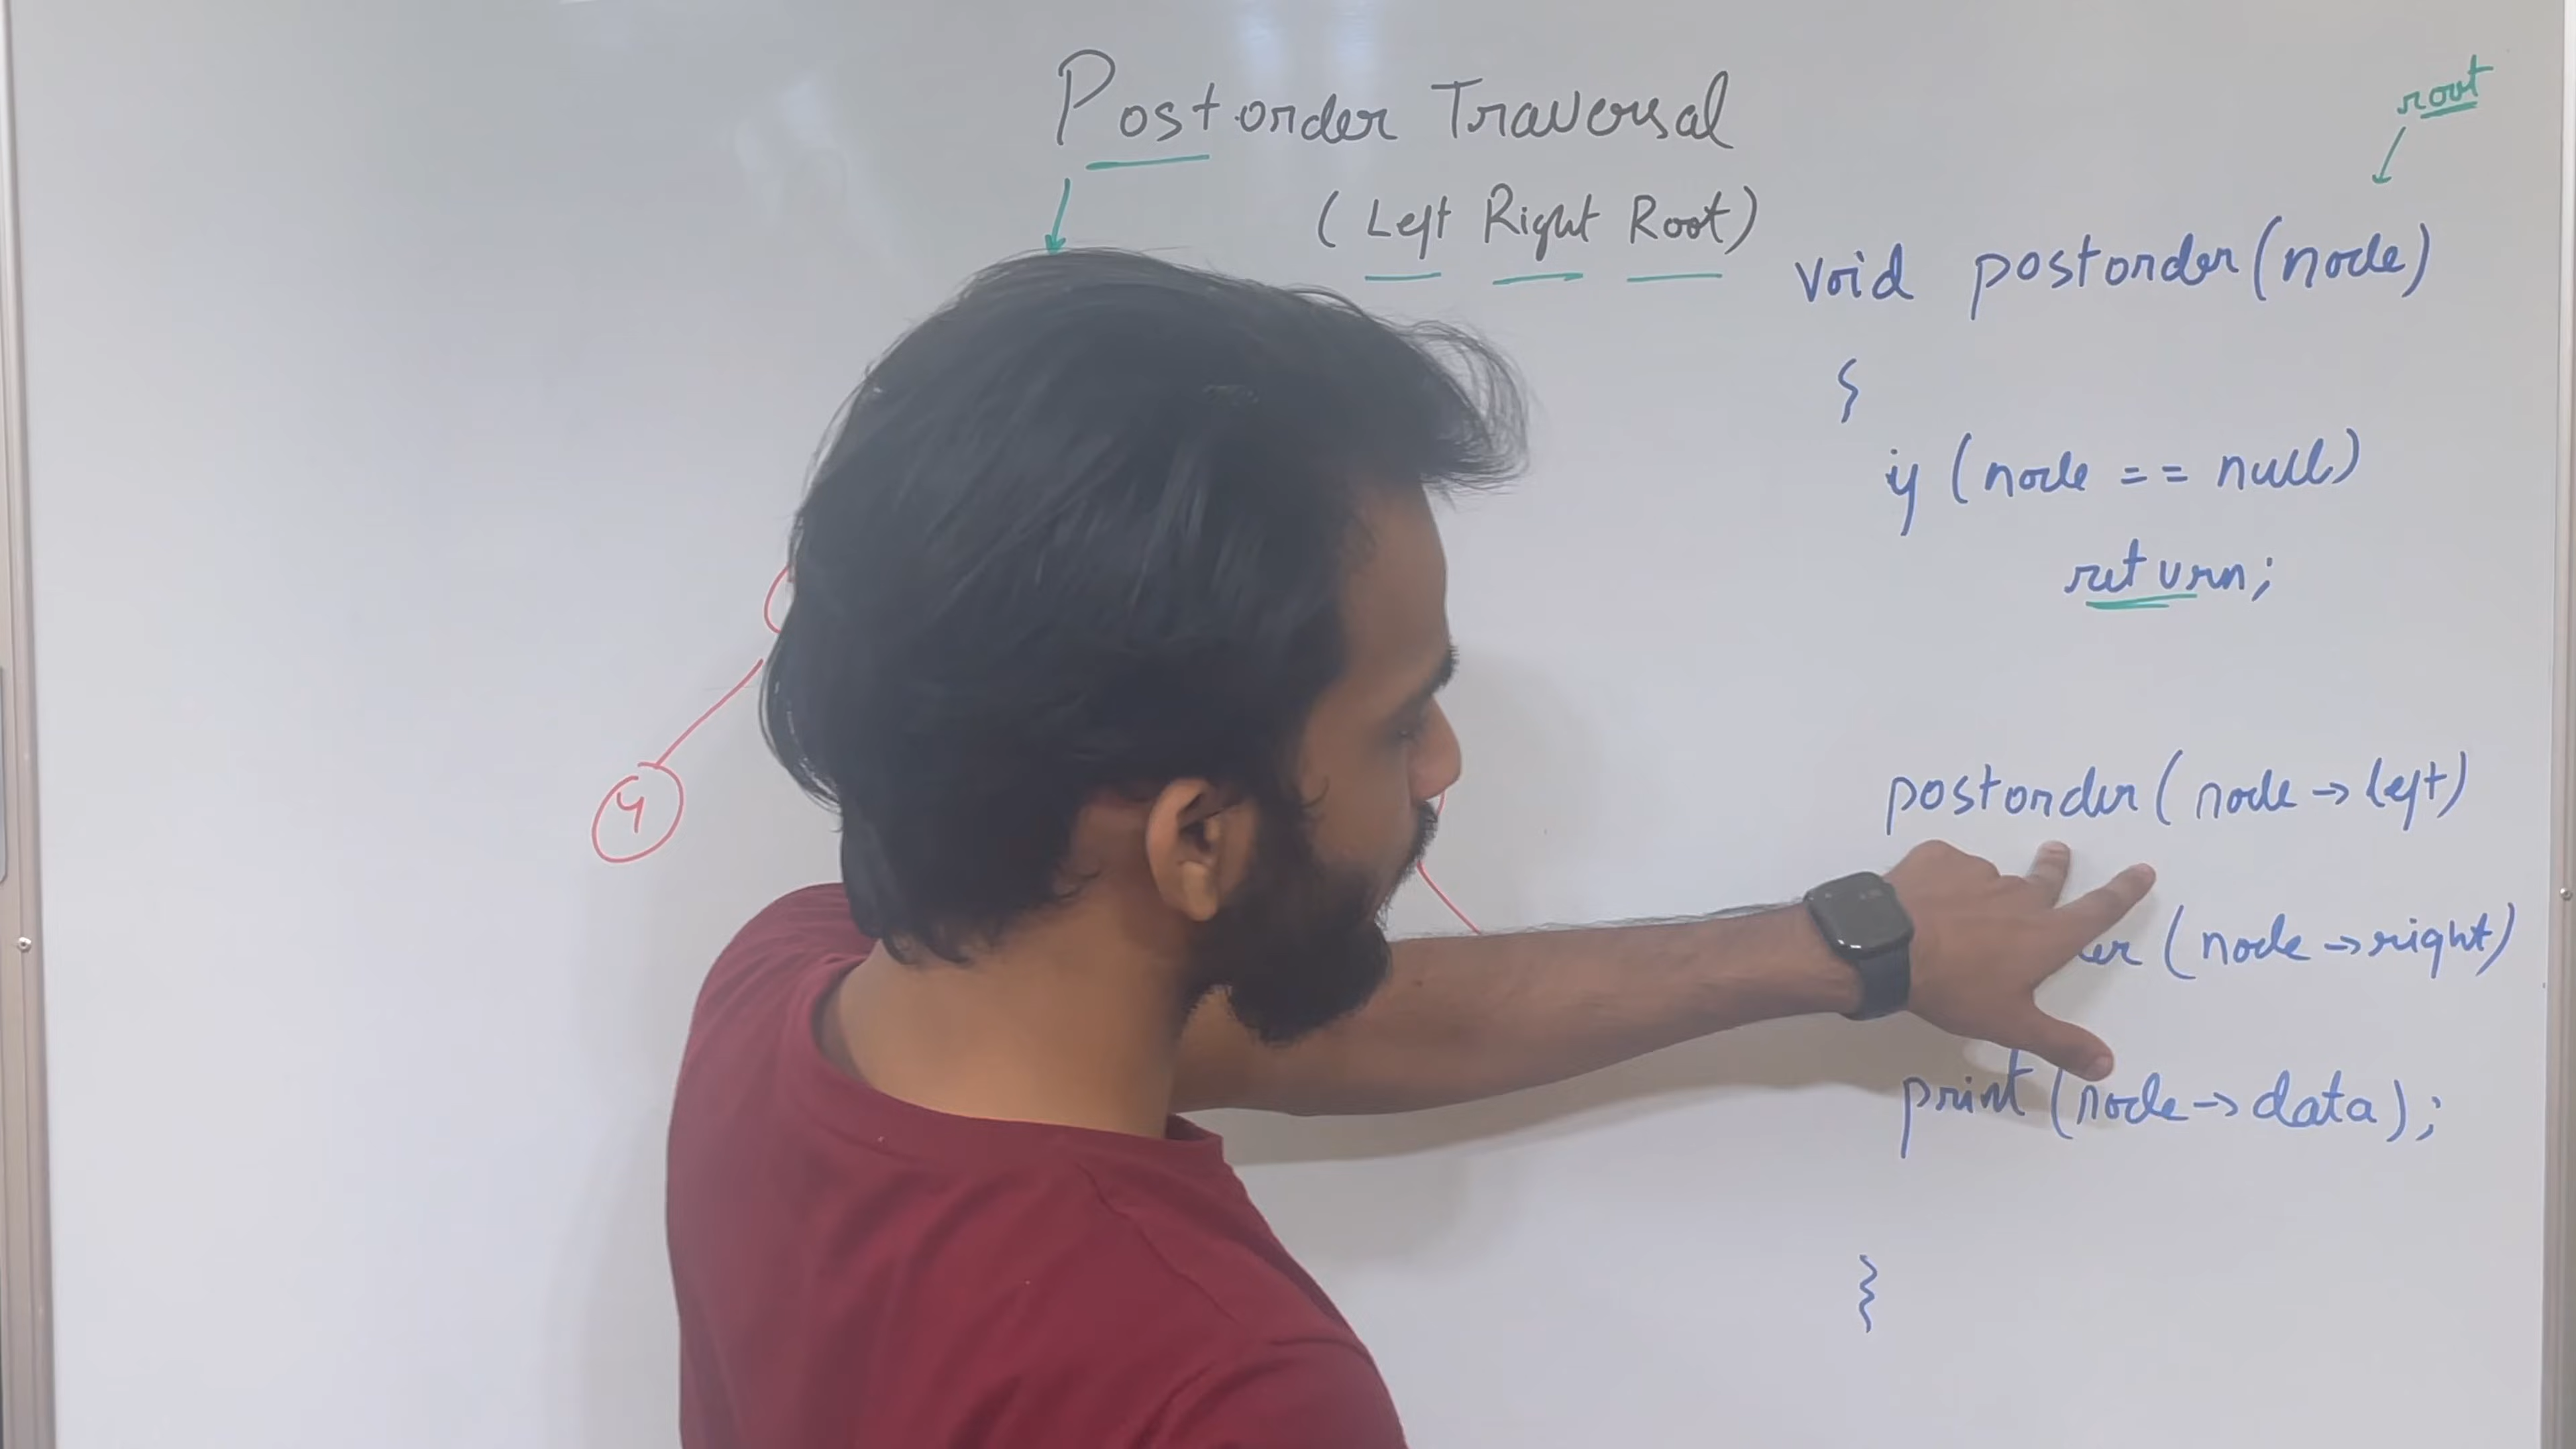 Postorder Traversal
(Left Right Root)
root
void postorder(node)
{
if (node == null)
return;
postorder(node → left)
(node → right)
print(node → data);
}
4